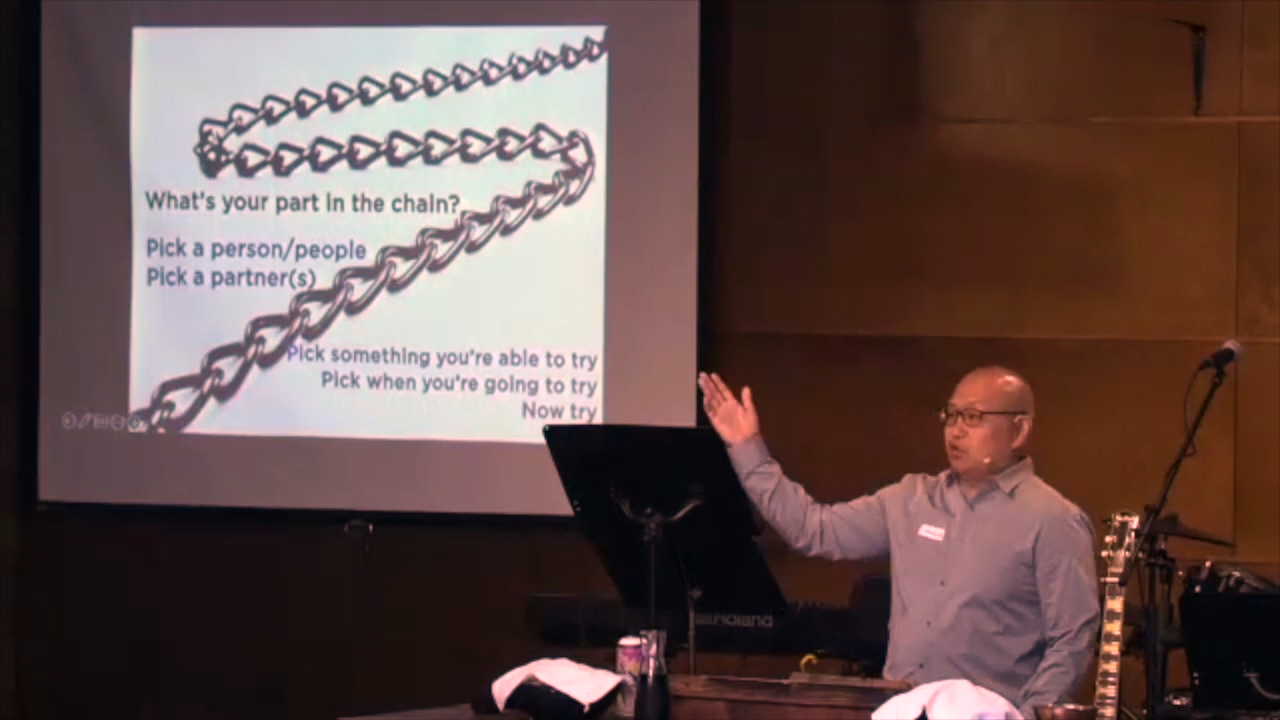 What's your part in the chain?
Pick a person/people
Pick a partner(s)
Pick something you're able to try
Pick when you're going to try
Now try
Roland